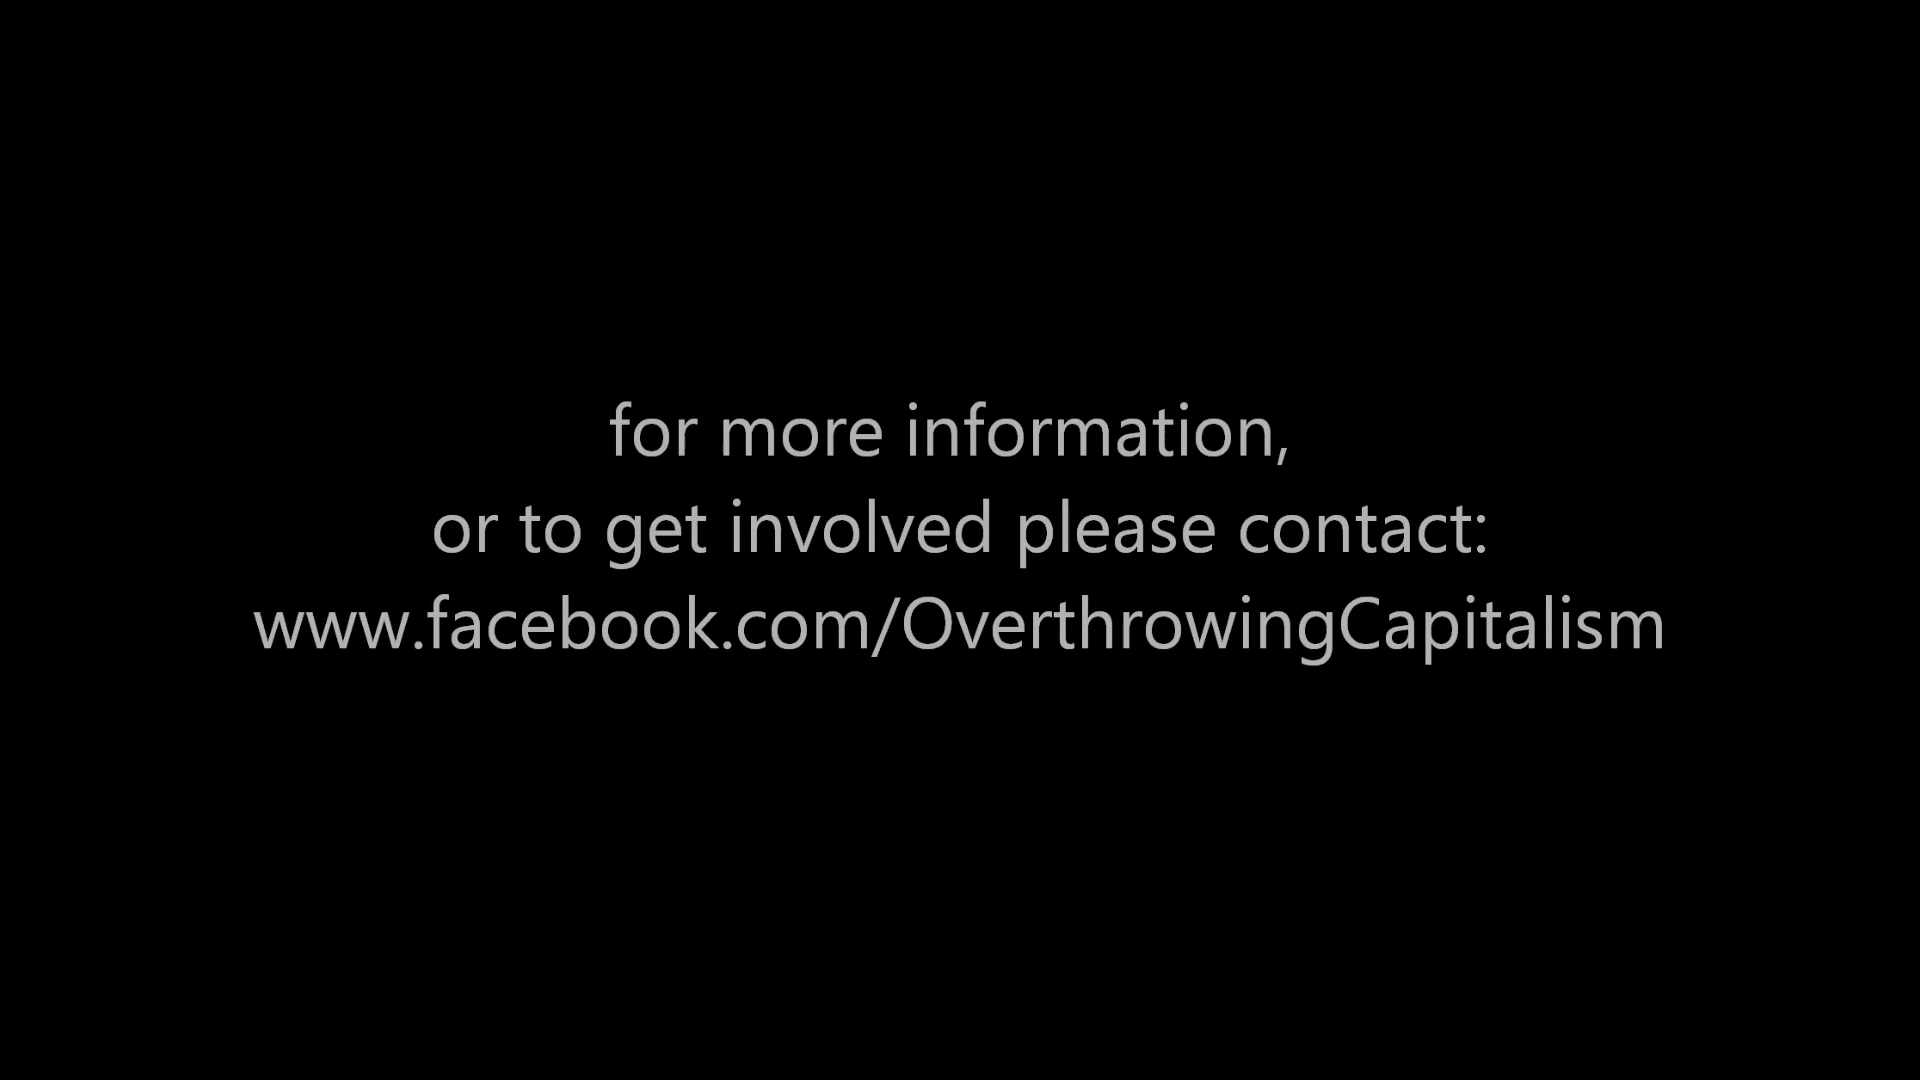 for more information,
or to get involved please contact:
www.facebook.com/OverthrowingCapitalism